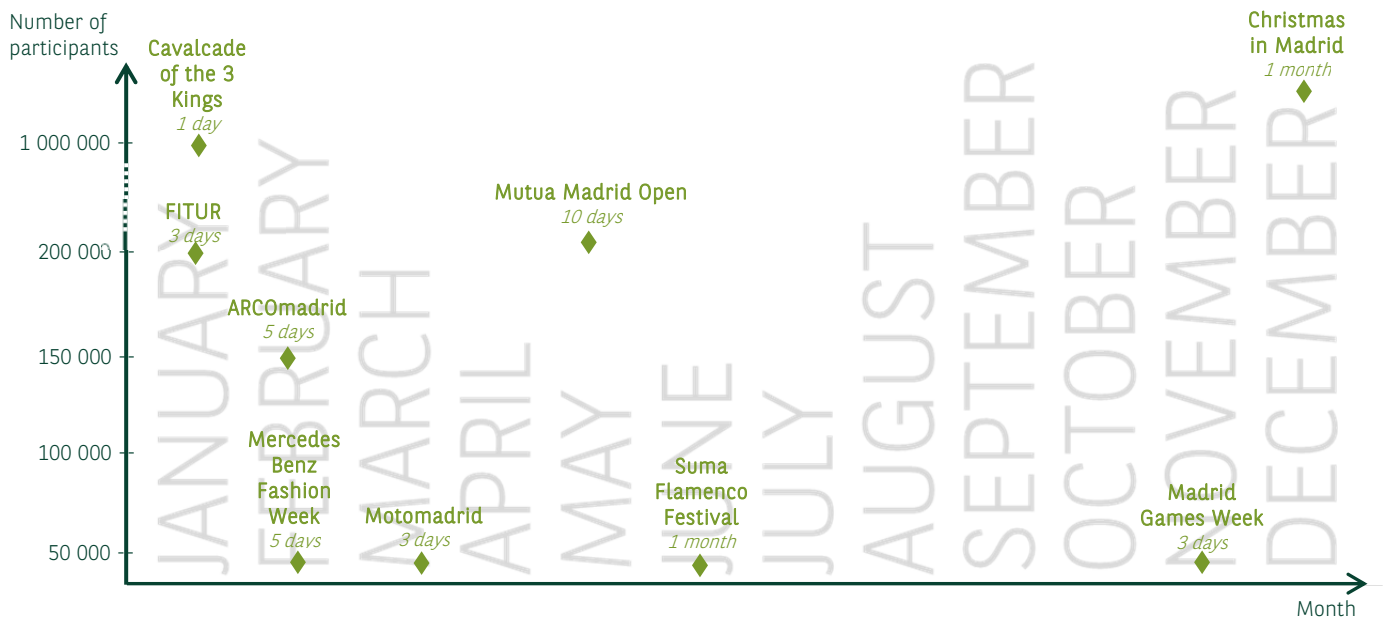 Number of
participants
Cavalcade
of the 3
Kings
1 day
Christmas
in Madrid
1 month
1 000 000
FITUR
3 days
Mutua Madrid Open
10 days
200 000
ARCOmadrid
5 days
150 000
Mercedes
Benz
Fashion
Week
5 days
100 000
Motomadrid
3 days
Suma
Flamenco
Festival
1 month
Madrid
Games Week
3 days
50 000
JANUARY
FEBRUARY
MARCH
APRIL
MAY
JUNE
JULY
AUGUST
SEPTEMBER
OCTOBER
NOVEMBER
DECEMBER
Month